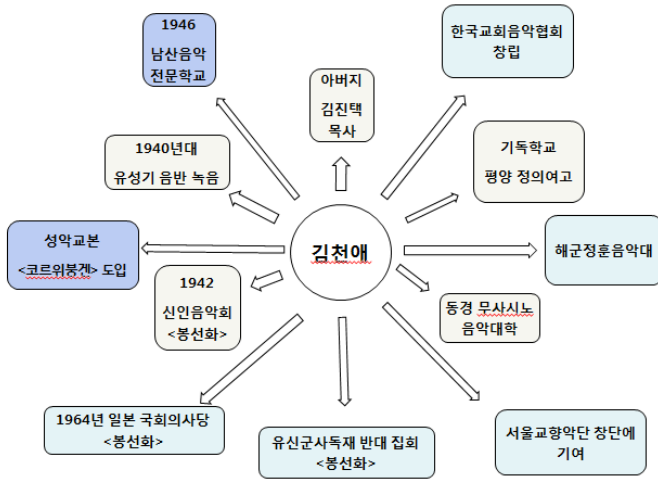 1946
남산음악
전문학교
한국교회음악협회
창립
아버지
김진택
목사
1940년대
유성기 음반 녹음
기독학교
평양 정의여고
성악교본
<코르위붕겐> 도입
김천애
해군정훈음악대
1942
신인음악회
<봉선화>
동경 무사시노
음악대학
1964년 일본 국회의사당
<봉선화>
유신군사독재 반대 집회
<봉선화>
서울교향악단 창단에
기여